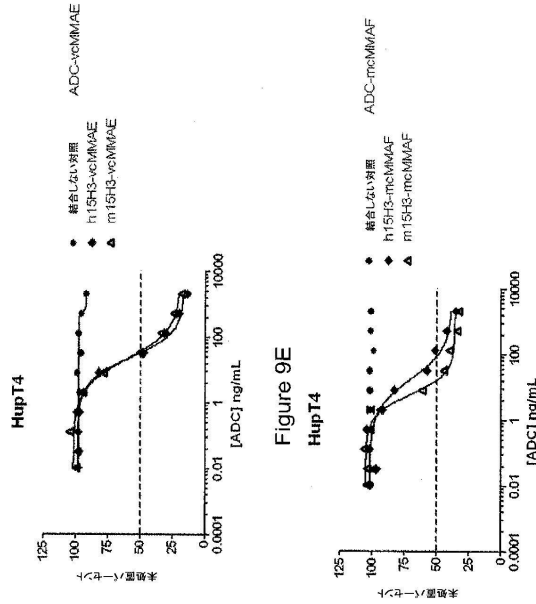 HupT4
未処置パーセント
125
100
75
50
25
0
0.0001
0.01
1
100
10000
[ADC] ng/mL
ADC-vcMMAE
結合しない対照
h15H3-vcMMAE
m15H3-vcMMAE
Figure 9E
HupT4
未処置パーセント
125
100
75
50
25
0
0.0001
0.01
1
100
10000
[ADC] ng/mL
ADC-mcMMAF
結合しない対照
h15H3-mcMMAF
m15H3-mcMMAF